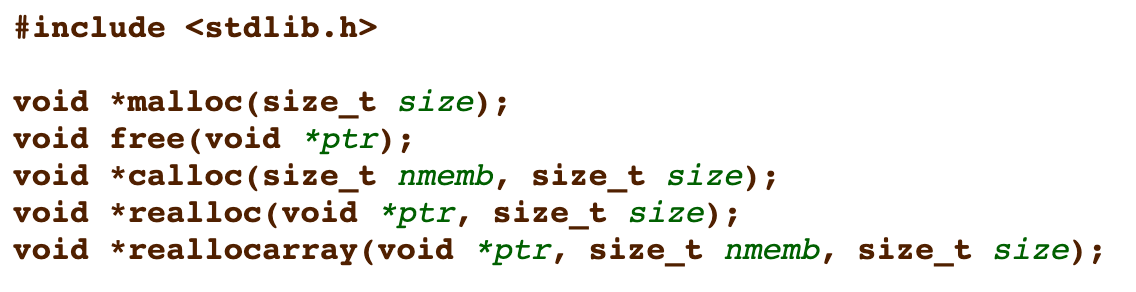 #include <stdlib.h>
void *malloc(size_t size);
void free(void *ptr);
void *calloc(size_t nmemb, size_t size);
void *realloc(void *ptr, size_t size);
void *reallocarray(void *ptr, size_t nmemb, size_t size);